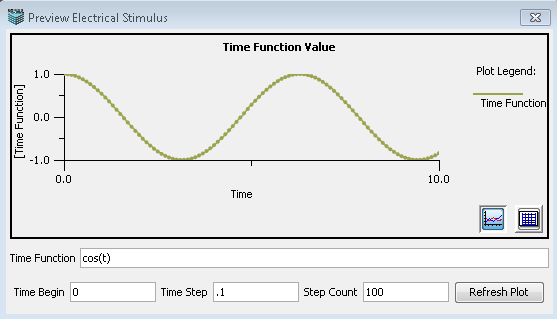 Preview Electrical Stimulus
Time Function Value
Plot Legend:
Time Function
[Time Function]
1.0
0.0
-1.0
0.0
10.0
Time
Time Function cos(t)
Time Begin 0 Time Step .1 Step Count 100 Refresh Plot